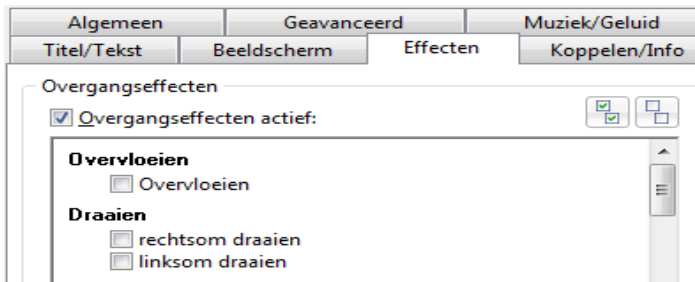 Algemeen Geavanceerd Muziek/Geluid
Titel/Tekst Beeldscherm Effecten Koppelen/Info
Overgangseffecten
Overgangseffecten actief:
Overvloeien
Overvloeien
Draaien
rechtsom draaien
linksom draaien